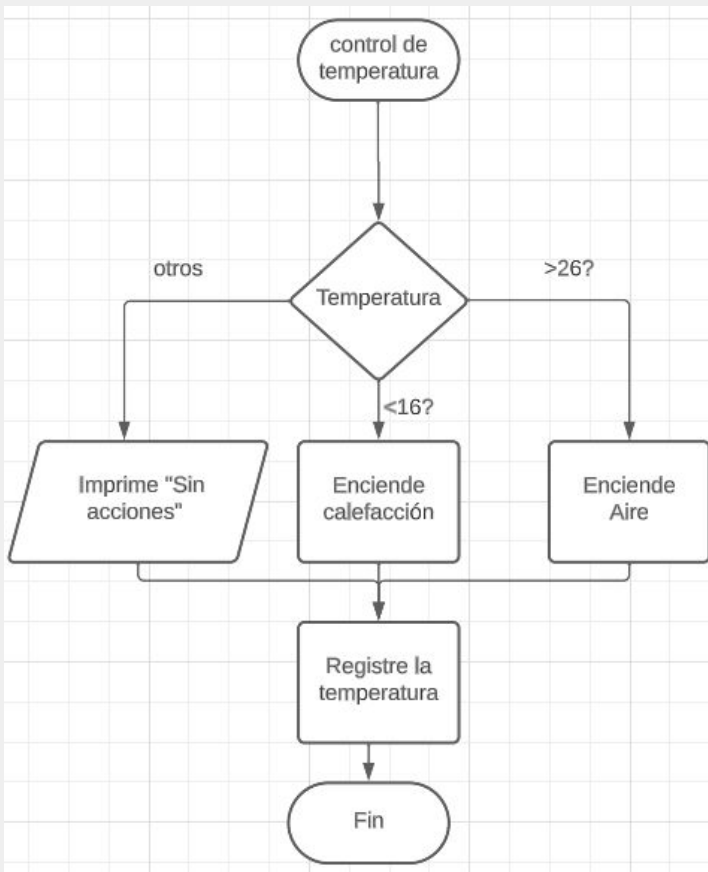 control de
temperatura
otros
>26?
Temperatura
<16?
Imprime "Sin
acciones"
Enciende
calefacción
Enciende
Aire
Registre la
temperatura
Fin